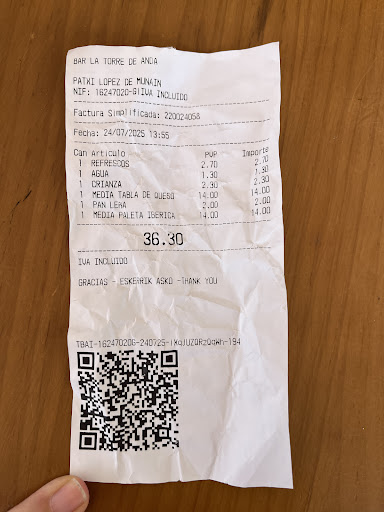 BAR LA TORRE DE ANDA
PATXI LOPEZ DE MUNAIN
NIF: 16247020-G IVA INCLUIDO
Factura Simplificada: 220024058
Fecha: 24/07/2025 13:55
Can Articulo PVP Importe
1 REFRESCOS 2.70 2.70
1 AGUA 1.30 1.30
1 CRIANZA 2.30 2.30
1 MEDIA TABLA DE QUESO 14.00 14.00
1 PAN LEÑA 2.00 2.00
1 MEDIA PALETA IBERICA 14.00 14.00
36.30
IVA INCLUIDO
GRACIAS - ESKERRIK ASKO -THANK YOU
TBAI-16247020G-240725-